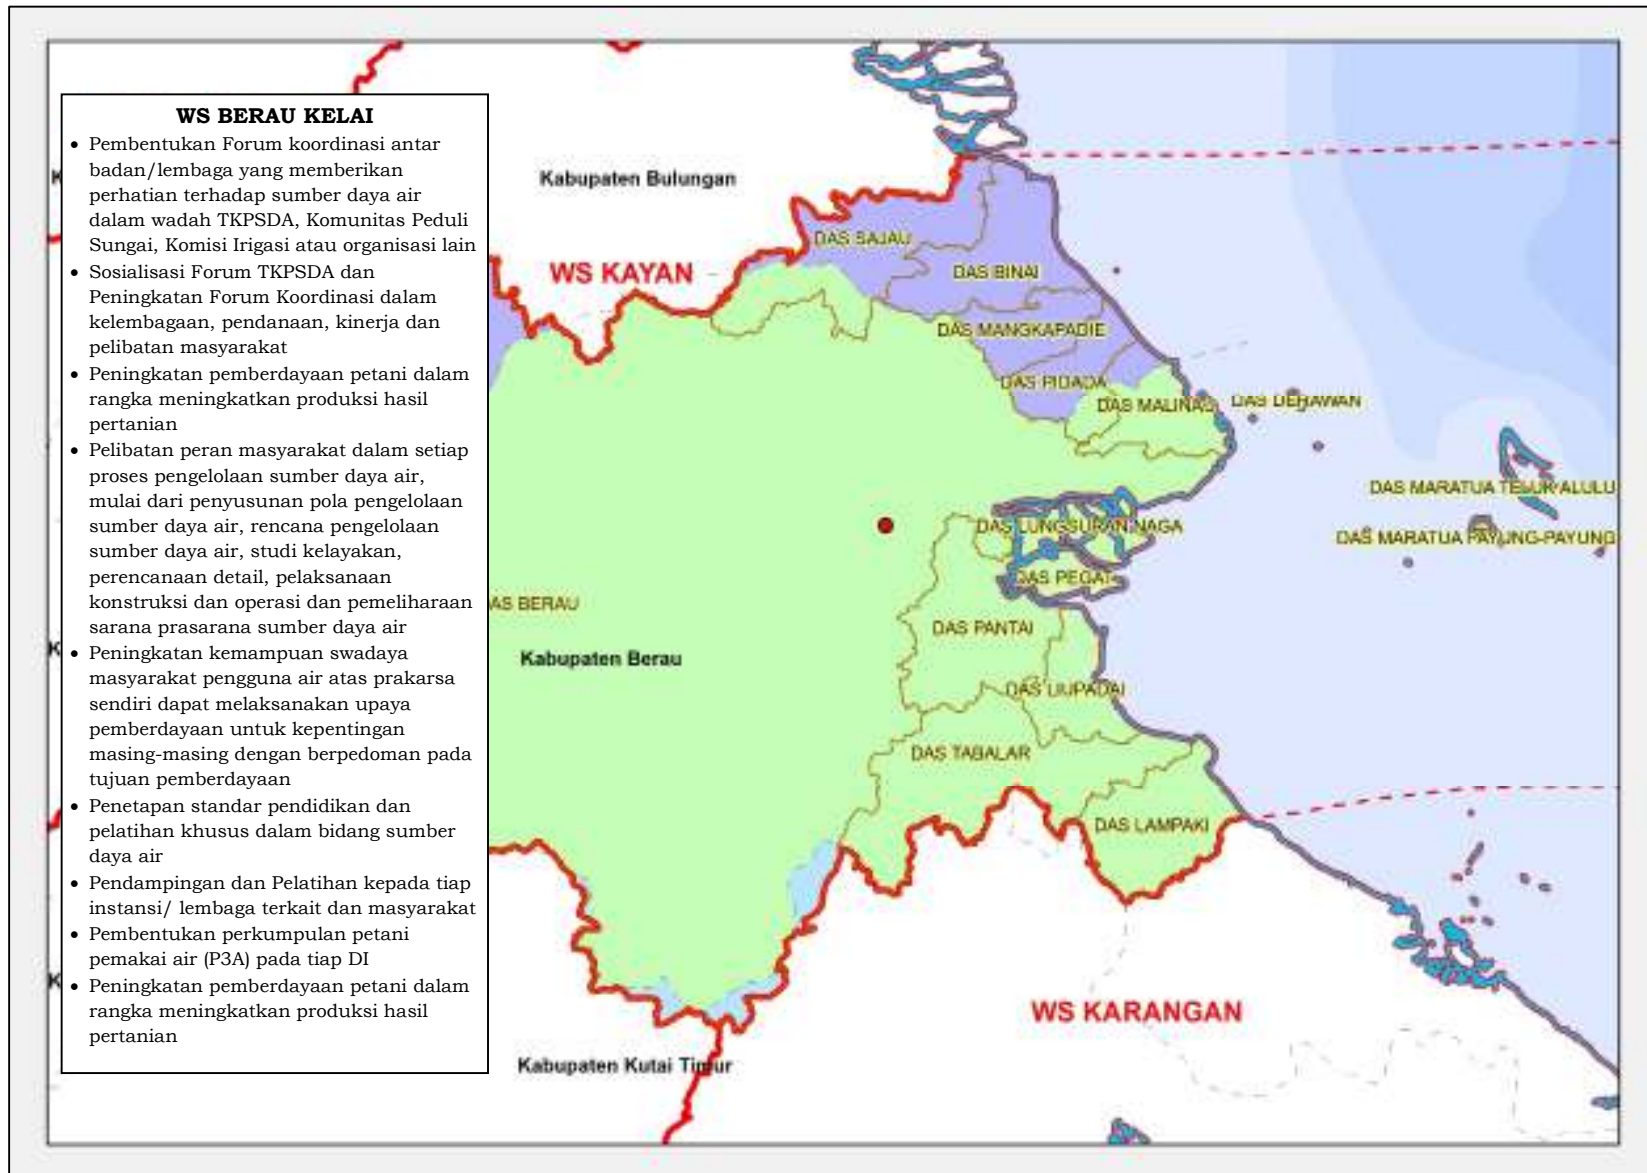 WS BERAU KELAI
• Pembentukan Forum koordinasi antar
badan/lembaga yang memberikan
perhatian terhadap sumber daya air
dalam wadah TKPSDA, Komunitas Peduli
Sungai, Komisi Irigasi atau organisasi lain
• Sosialisasi Forum TKPSDA dan
Peningkatan Forum Koordinasi dalam
kelembagaan, pendanaan, kinerja dan
pelibatan masyarakat
• Peningkatan pemberdayaan petani dalam
rangka meningkatkan produksi hasil
pertanian
• Pelibatan peran masyarakat dalam setiap
proses pengelolaan sumber daya air,
mulai dari penyusunan pola pengelolaan
sumber daya air, rencana pengelolaan
sumber daya air, studi kelayakan,
perencanaan detail, pelaksanaan
konstruksi dan operasi dan pemeliharaan
sarana prasarana sumber daya air
• Peningkatan kemampuan swadaya
masyarakat pengguna air atas prakarsa
sendiri dapat melaksanakan upaya
pemberdayaan untuk kepentingan
masing-masing dengan berpedoman pada
tujuan pemberdayaan
• Penetapan standar pendidikan dan
pelatihan khusus dalam bidang sumber
daya air
• Pendampingan dan Pelatihan kepada tiap
instansi/ lembaga terkait dan masyarakat
• Pembentukan perkumpulan petani
pemakai air (P3A) pada tiap DI
• Peningkatan pemberdayaan petani dalam
rangka meningkatkan produksi hasil
pertanian
Kabupaten Bulungan
DAS SAJAU
WS KAYAN
DAS BINAI
DAS MANGKAPADIE
DAS PIDADA
DAS MALINAU
DAS DERAWAN
DAS MARATUA TELUK ALULU
DAS LUNGSURAN NAGA
DAS MARATUA PAYUNG-PAYUNG
DAS PEGAT
AS BERAU
DAS PANTAI
Kabupaten Berau
DAS LIUPADAI
DAS TABALAR
DAS LAMPAKI
WS KARANGAN
Kabupaten Kutai Timur